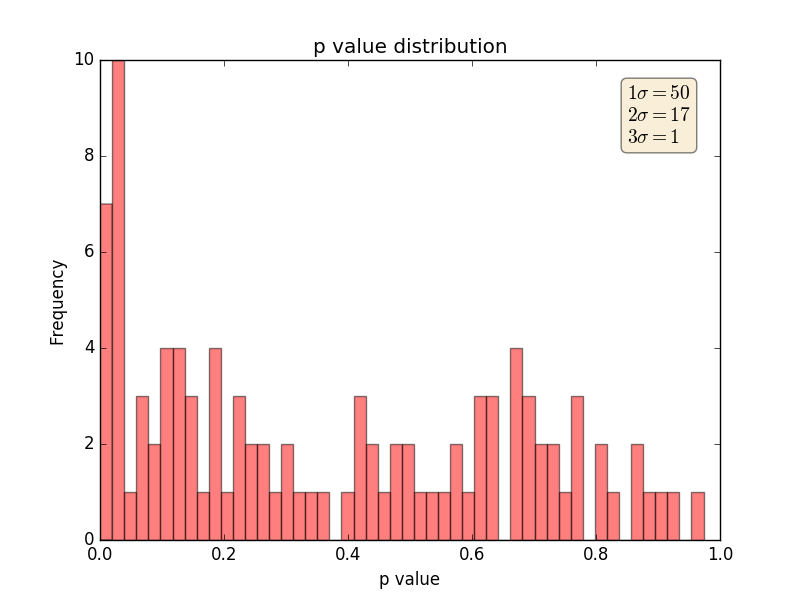 p value distribution
1σ = 50
2σ = 17
3σ = 1
10
8
6
4
2
0
Frequency
0.0 0.2 0.4 0.6 0.8 1.0
p value